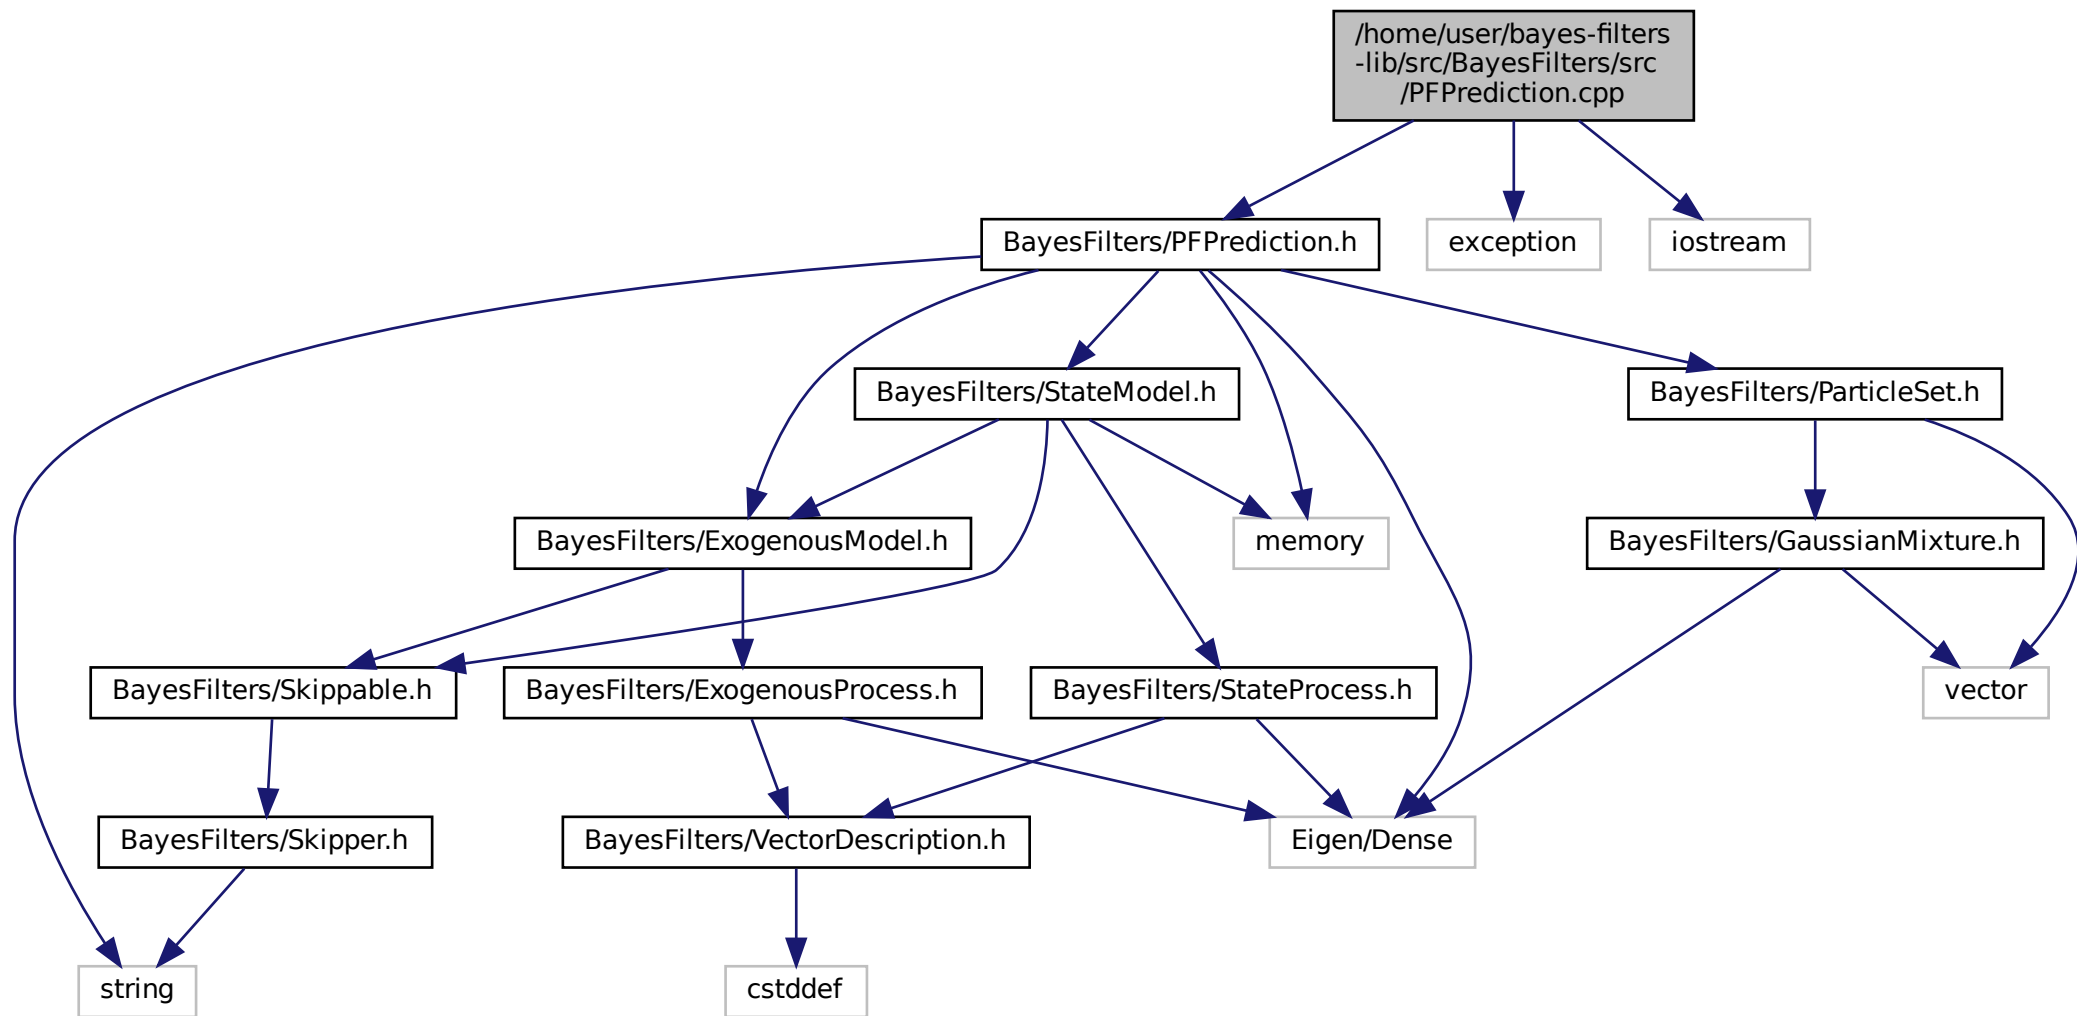 /home/user/bayes-filters
-lib/src/BayesFilters/src
/PFPrediction.cpp
BayesFilters/PFPrediction.h
exception
iostream
BayesFilters/StateModel.h
BayesFilters/ParticleSet.h
BayesFilters/ExogenousModel.h
memory
BayesFilters/GaussianMixture.h
BayesFilters/Skippable.h
BayesFilters/ExogenousProcess.h
BayesFilters/StateProcess.h
vector
BayesFilters/Skipper.h
BayesFilters/VectorDescription.h
Eigen/Dense
string
cstddef